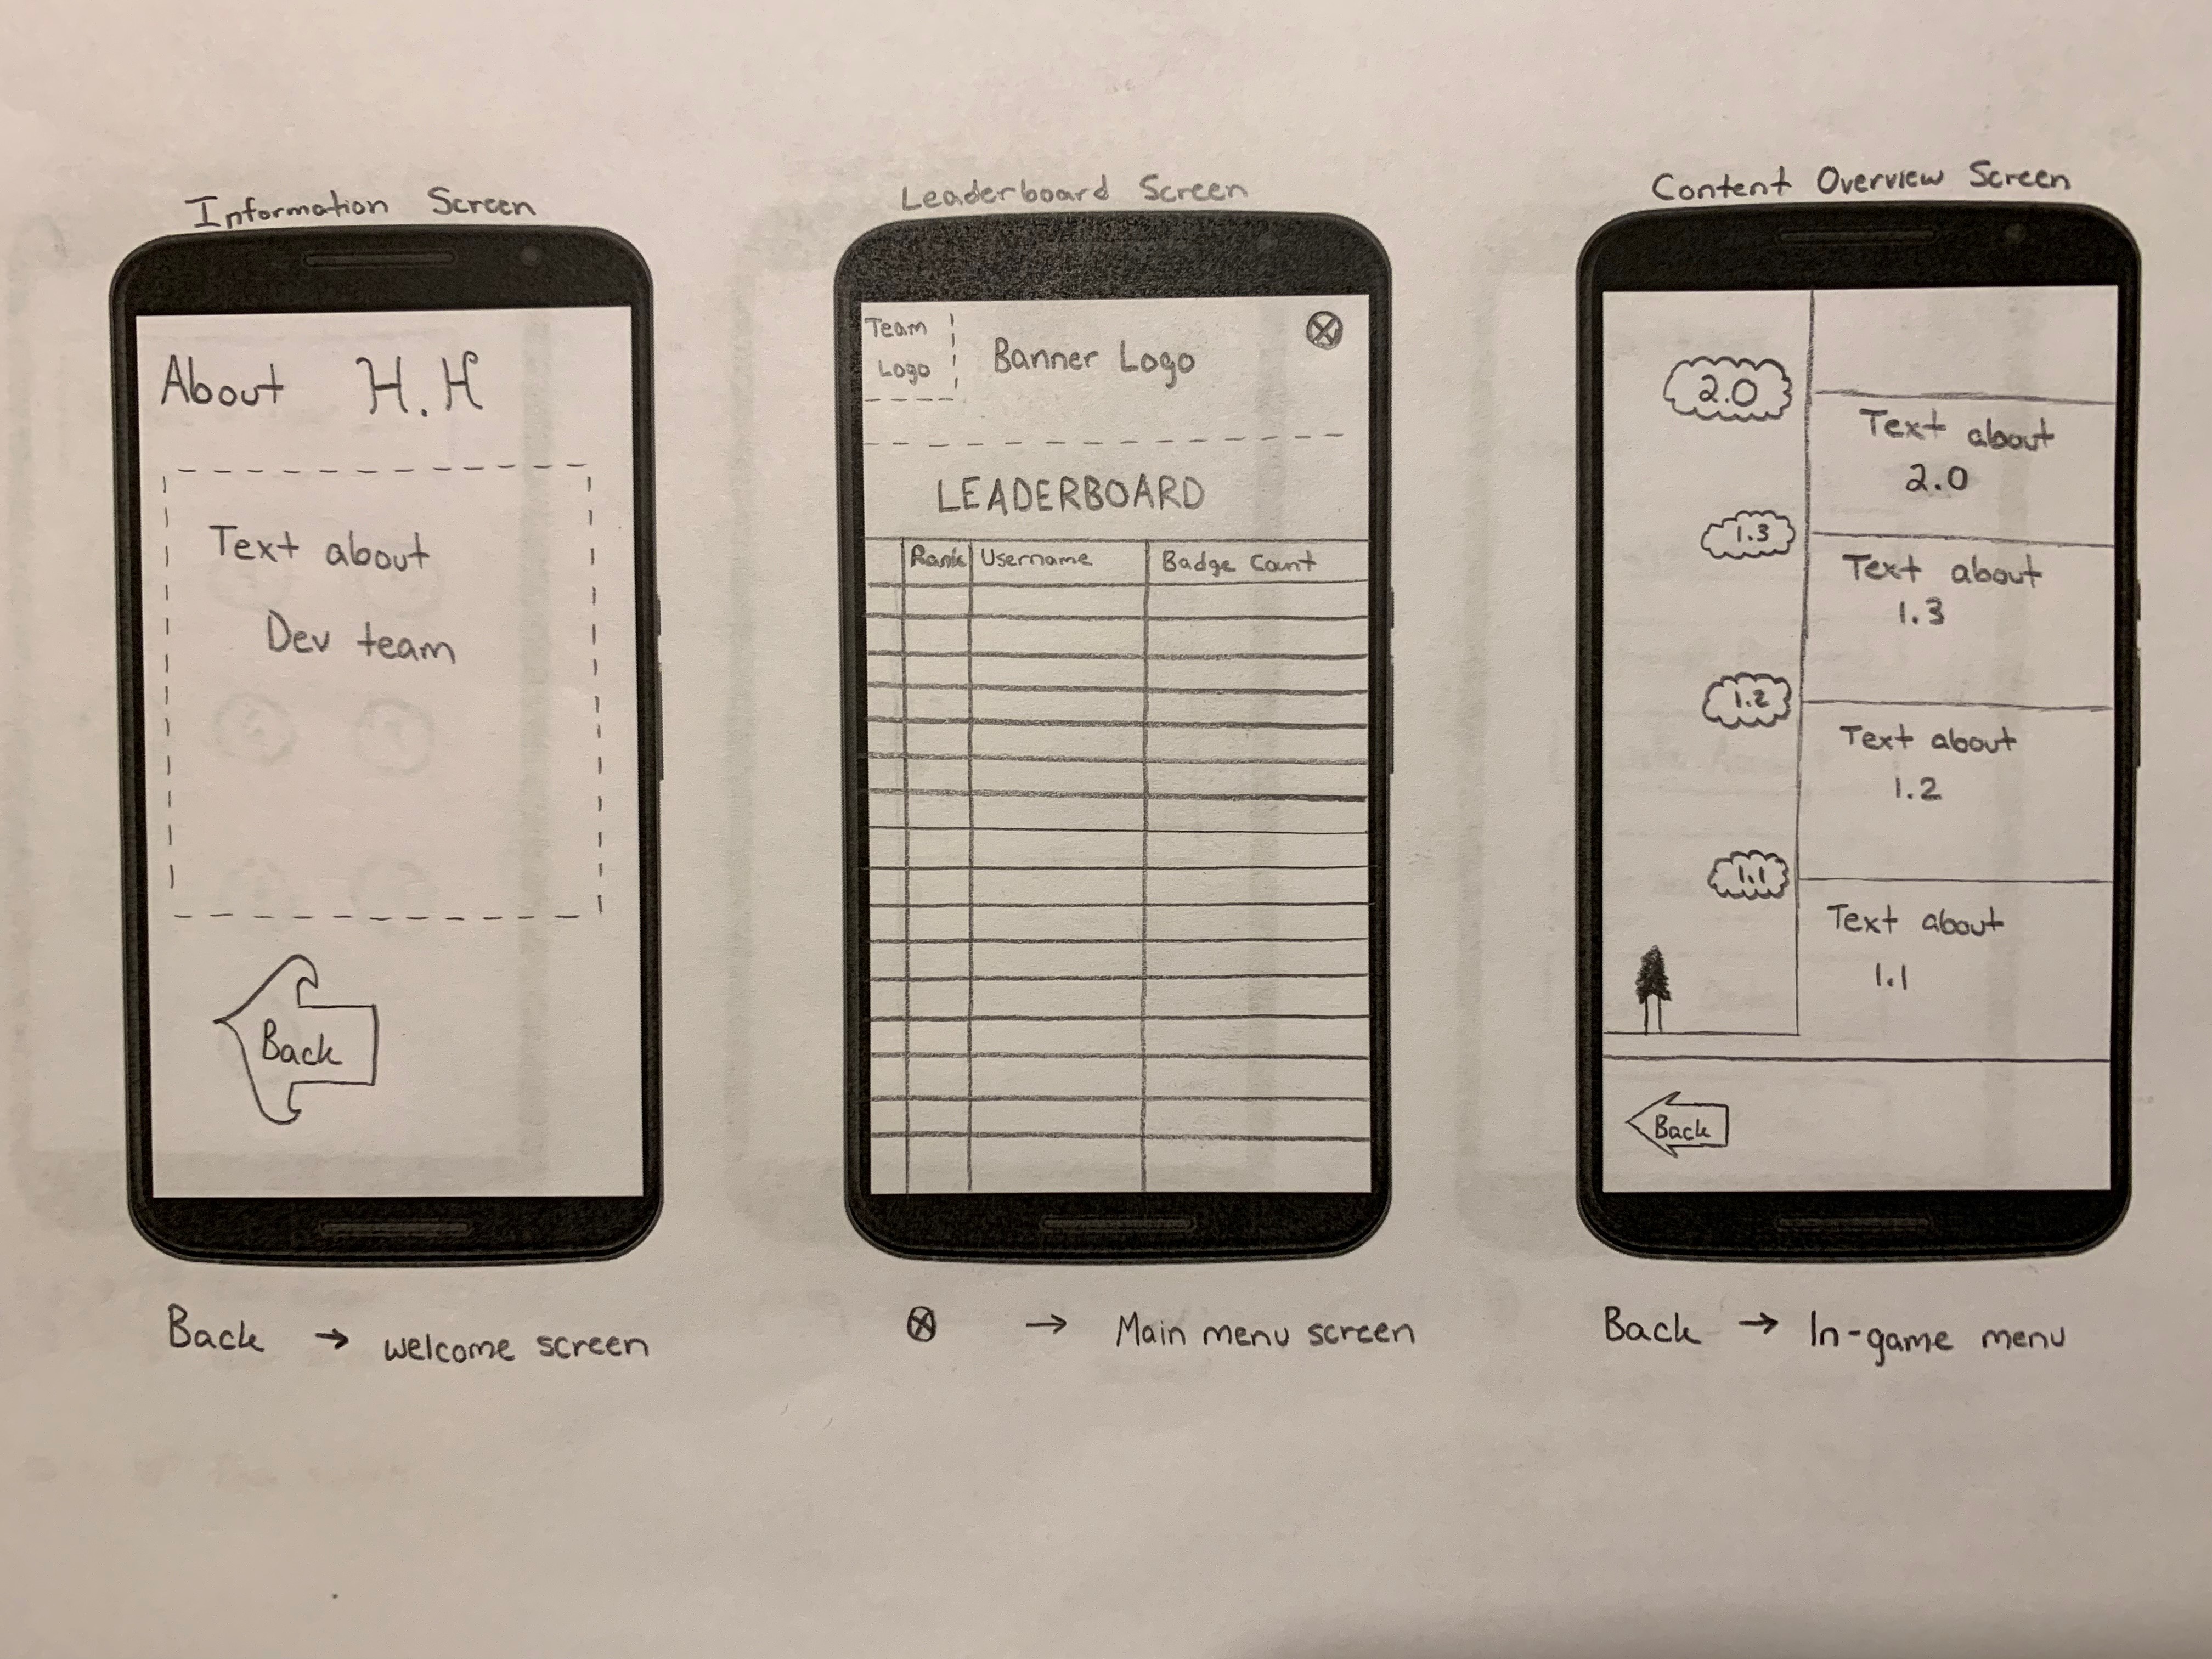 Information Screen
About H.H
Text about
Dev team
Back
Back → welcome screen
Leaderboard Screen
Team
Logo
Banner Logo
LEADERBOARD
Rank Username Badge Count
⊗ → Main menu screen
Content Overview Screen
2.0
Text about
2.0
1.3
Text about
1.3
1.2
Text about
1.2
1.1
Text about
1.1
Back
Back → In-game menu